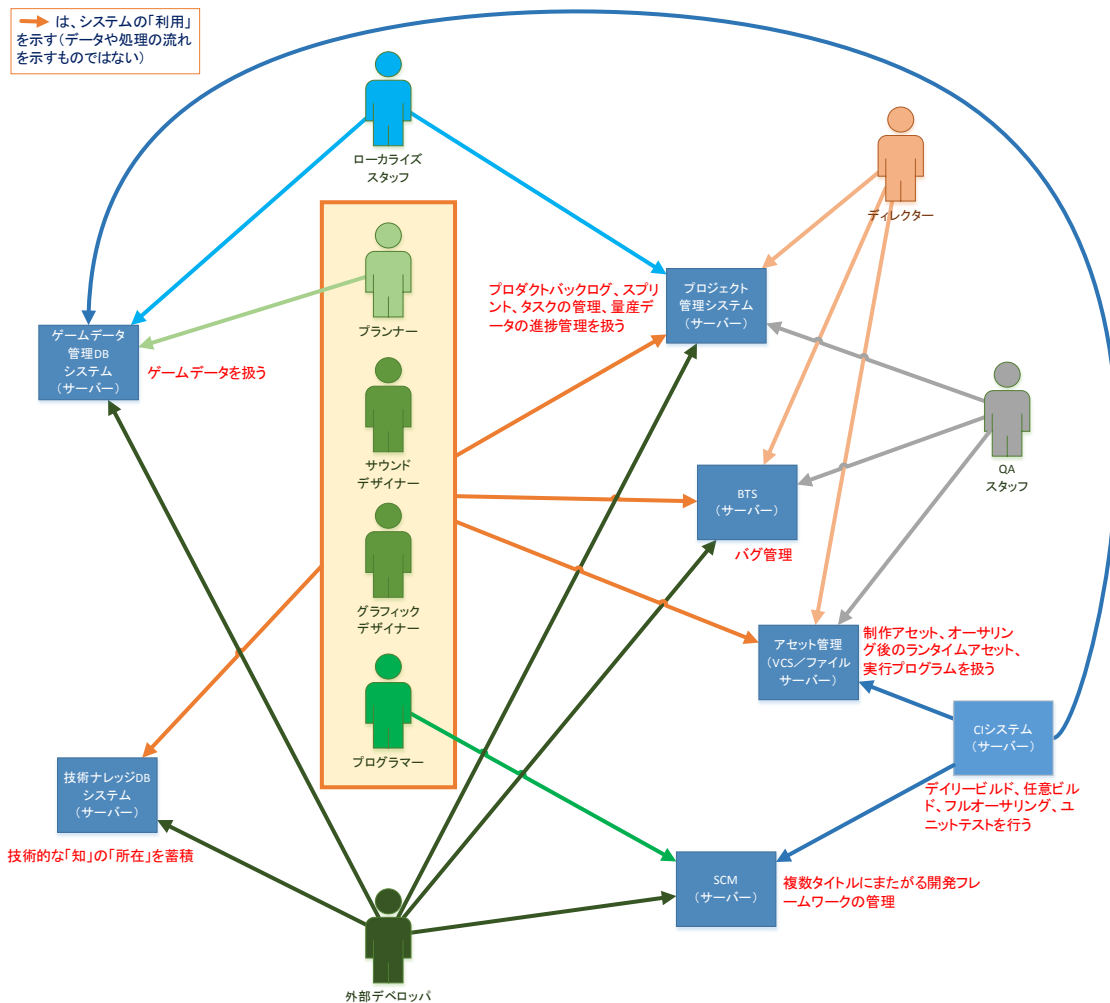 は、システムの「利用」
を示す(データや処理の流れ
を示すものではない)
ローカライズ
スタッフ
ディレクター
プランナー
プロダクトバックログ、スプリ
ント、タスクの管理、量産デ
ータの進捗管理を扱う
プロジェクト
管理システム
(サーバー)
ゲームデータ
管理DB
システム
(サーバー)
ゲームデータを扱う
サウンド
デザイナー
QA
スタッフ
BTS
(サーバー)
バグ管理
グラフィック
デザイナー
アセット管理
(VCS/ファイル
サーバー)
制作アセット、オーサリン
グ後のランタイムアセット、
実行プログラムを扱う
CIシステム
(サーバー)
デイリービルド、任意ビル
ド、フルオーサリング、ユ
ニットテストを行う
プログラマー
技術ナレッジDB
システム
(サーバー)
技術的な「知」の「所在」を蓄積
SCM
(サーバー)
複数タイトルにまたがる開発フレ
ームワークの管理
外部デベロッパ